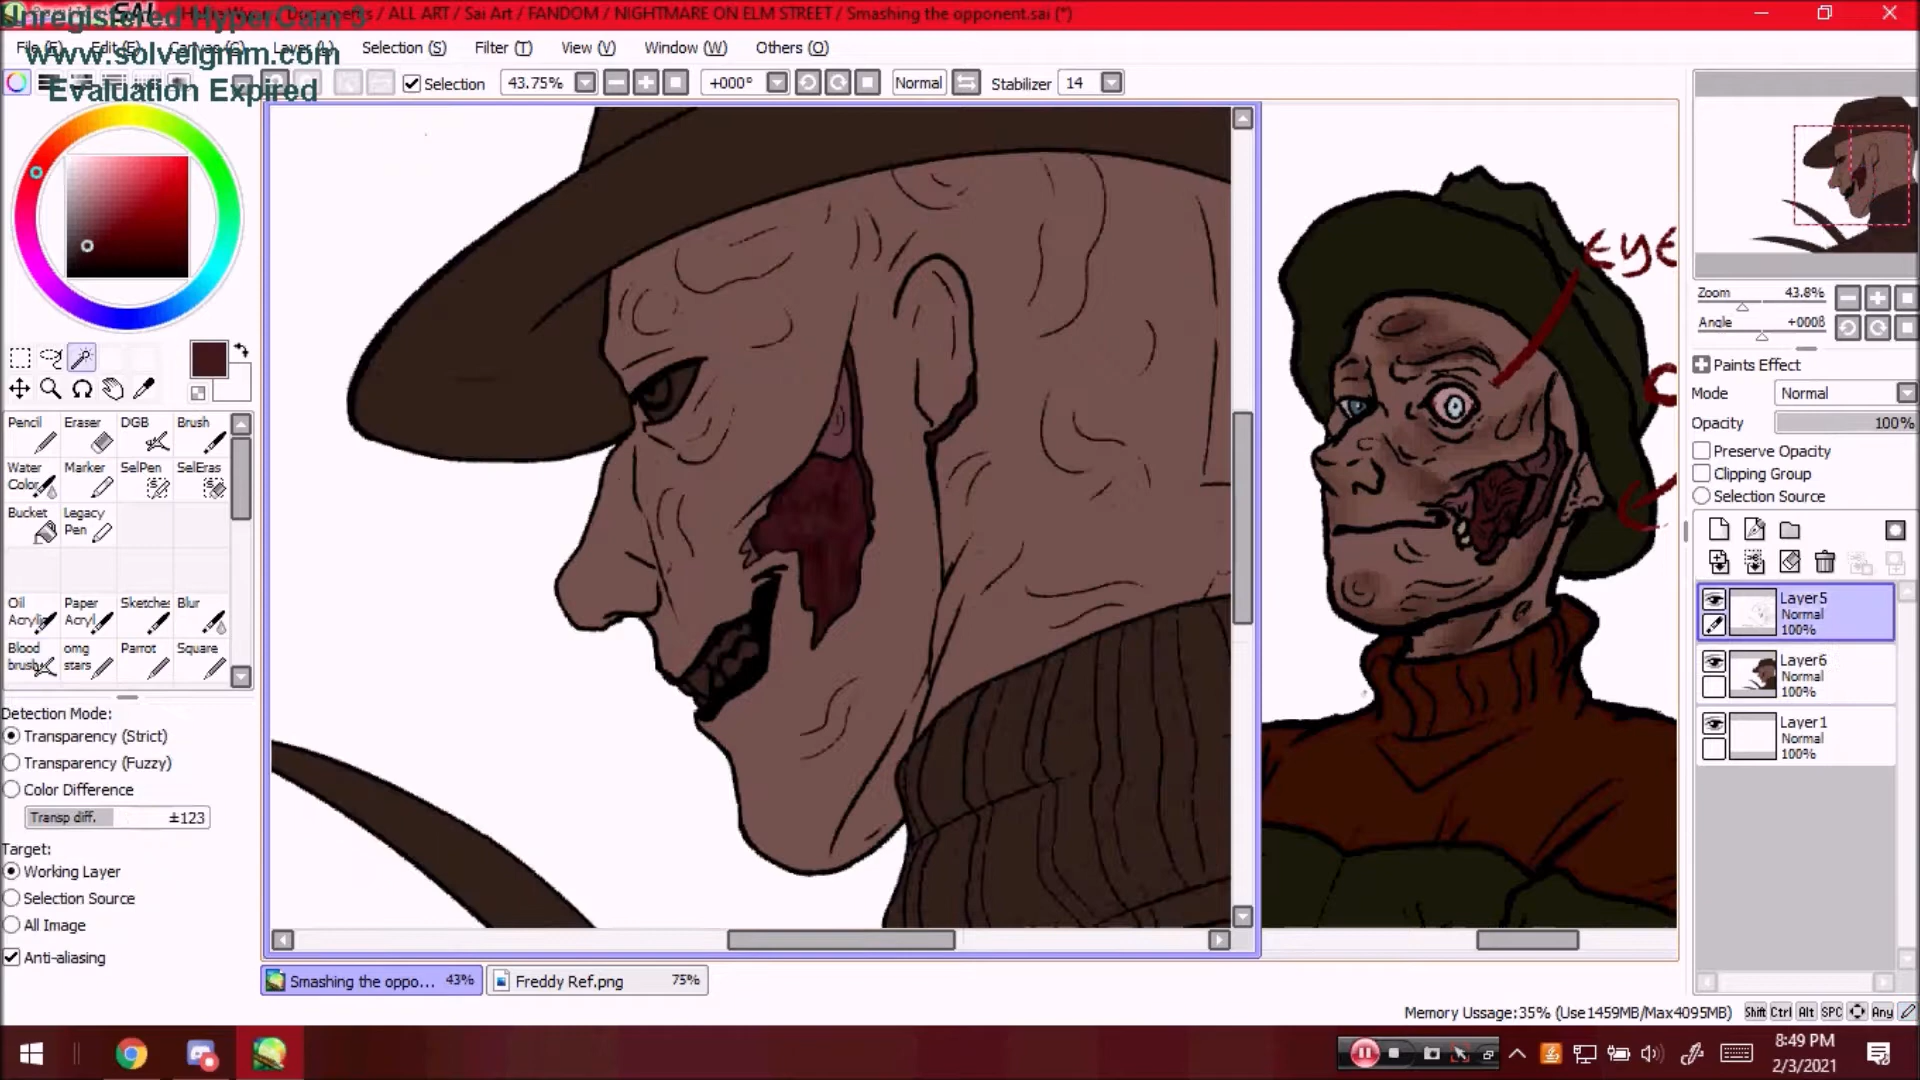 Unregistered HyperCam 3
SAI
Documents / ALL ART / Sai Art / FANDOM / NIGHTMARE ON ELM STREET / Smashing the opponent.sai (*)
File (F) Edit (E) Canvas (C) Layer (L) Selection (S) Filter (T) View (V) Window (W) Others (O)
www.solveigmm.com
Evaluation Expired
Selection 43.75% +000° Normal Stabilizer 14
EYE
Zoom 43.8%
Angle +000ß
Paints Effect
Mode Normal
Opacity 100%
Preserve Opacity
Clipping Group
Selection Source
Pencil Eraser DGB Brush
Water Color Marker SelPen SelEras
Bucket Legacy Pen
Oil Acrylic Paper Acryl Sketches Blur
Blood brush omg stars Parrot Square
Detection Mode:
Transparency (Strict)
Transparency (Fuzzy)
Color Difference
Transp diff. ±123
Target:
Working Layer
Selection Source
All Image
Anti-aliasing
Layer5
Normal
100%
Layer6
Normal
100%
Layer1
Normal
100%
Smashing the oppo... 43% Freddy Ref.png 75%
Memory Ussage:35% (Use1459MB/Max4095MB) Shift Ctrl Alt SPC Any
8:49 PM
2/3/2021